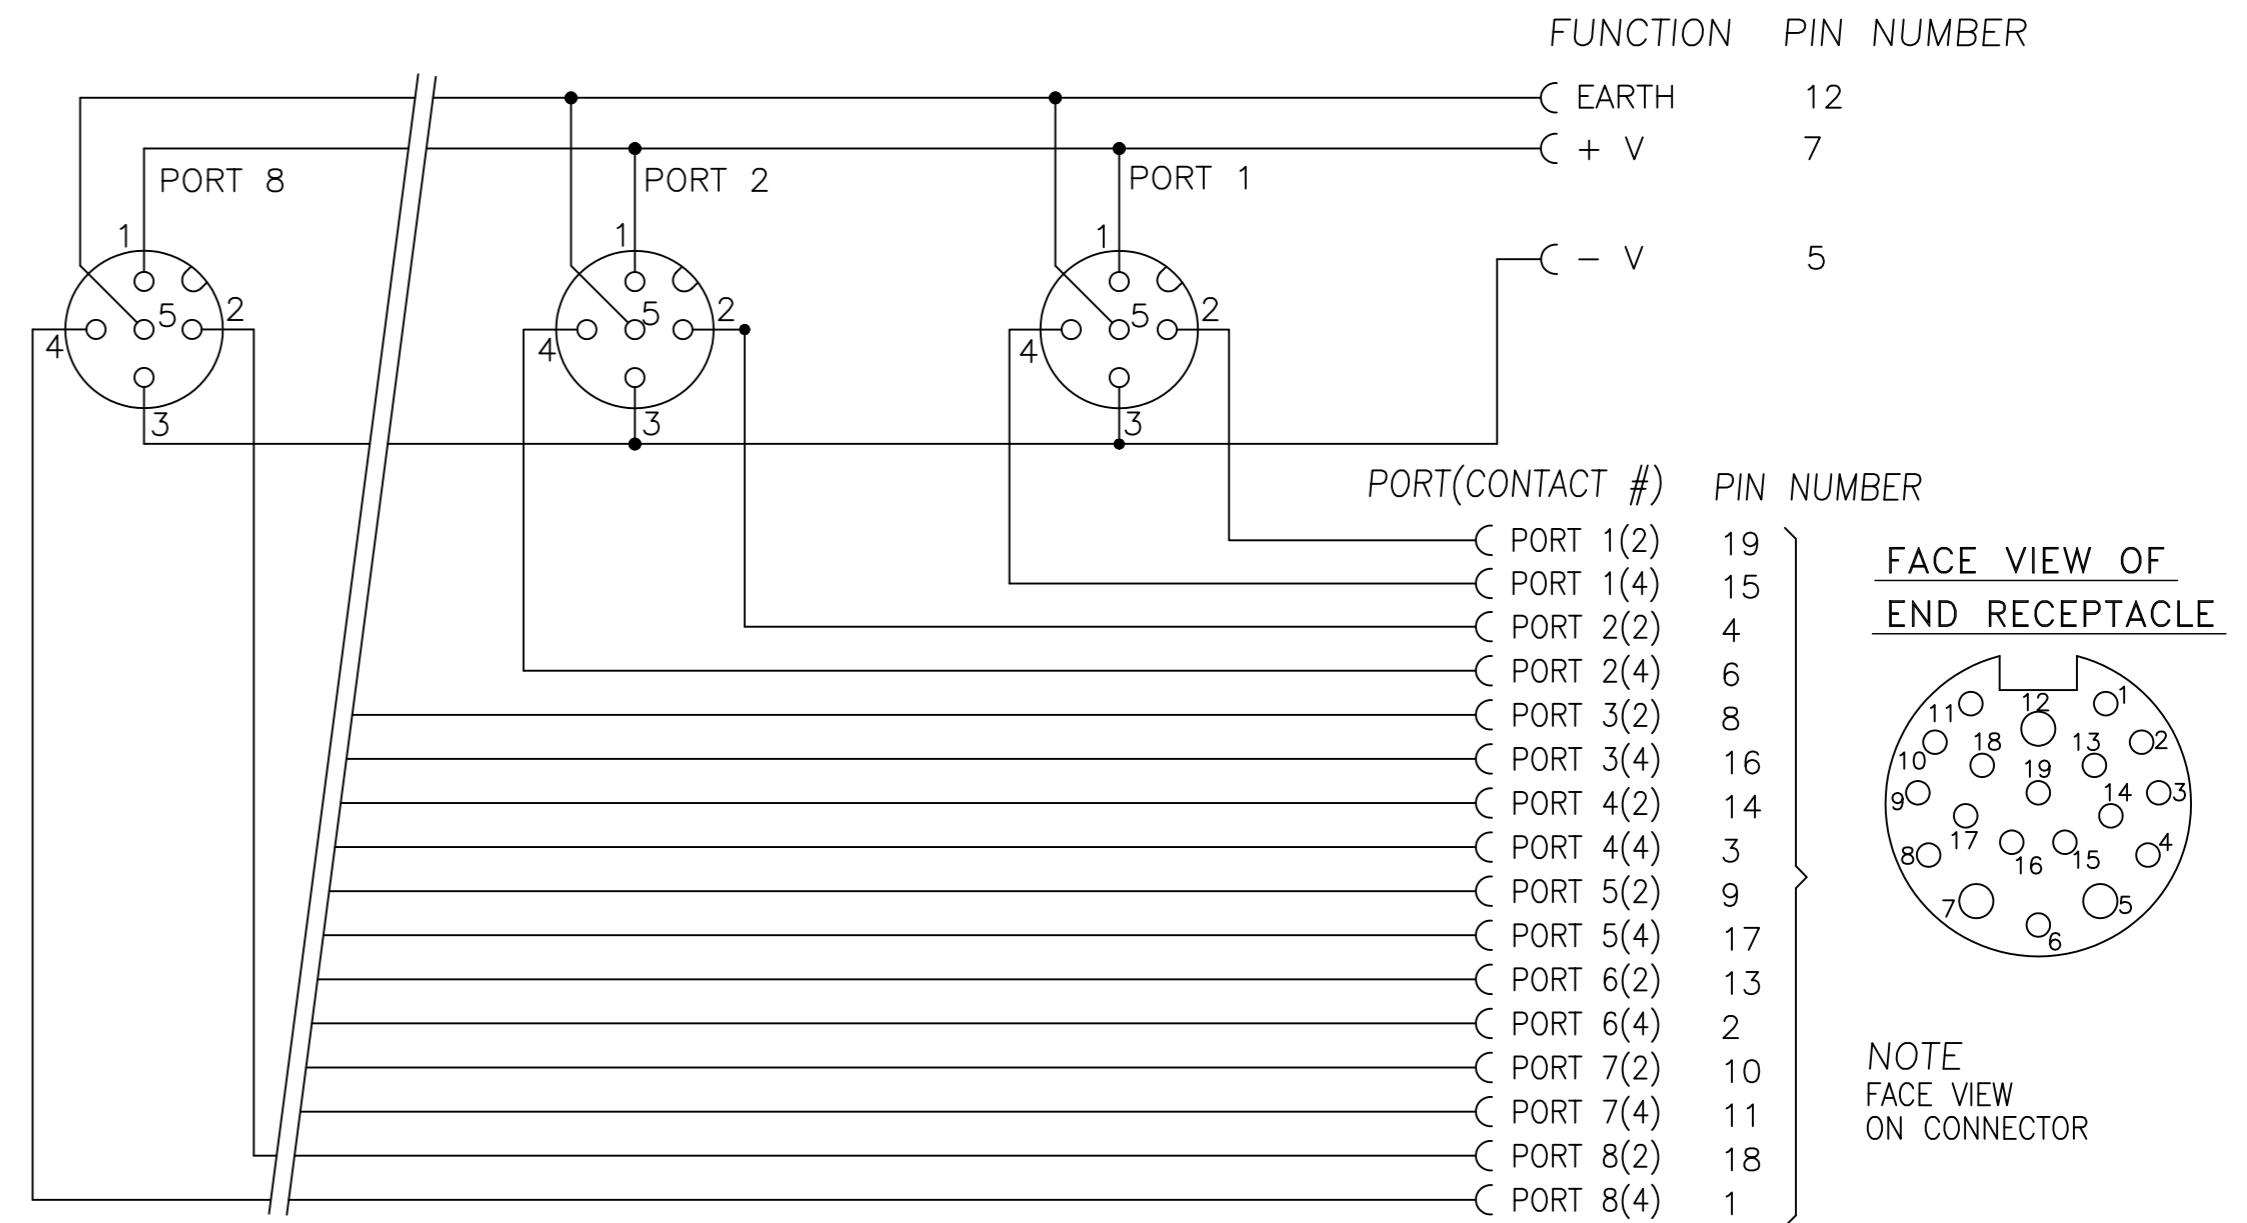 FUNCTION PIN NUMBER
EARTH 12
+ V 7
PORT 8 PORT 2 PORT 1
1 1 1
- V 5
5 2 5 2 5 2
4 4 4
3 3 3
PORT(CONTACT #) PIN NUMBER
PORT 1(2) 19
PORT 1(4) 15
PORT 2(2) 4
PORT 2(4) 6
PORT 3(2) 8
PORT 3(4) 16
PORT 4(2) 14
PORT 4(4) 3
PORT 5(2) 9
PORT 5(4) 17
PORT 6(2) 13
PORT 6(4) 2
PORT 7(2) 10
PORT 7(4) 11
PORT 8(2) 18
PORT 8(4) 1
FACE VIEW OF
END RECEPTACLE
11 12 1
10 18 13 2
9 19 14 3
8 17 16 15 4
7 5
6
NOTE
FACE VIEW
ON CONNECTOR